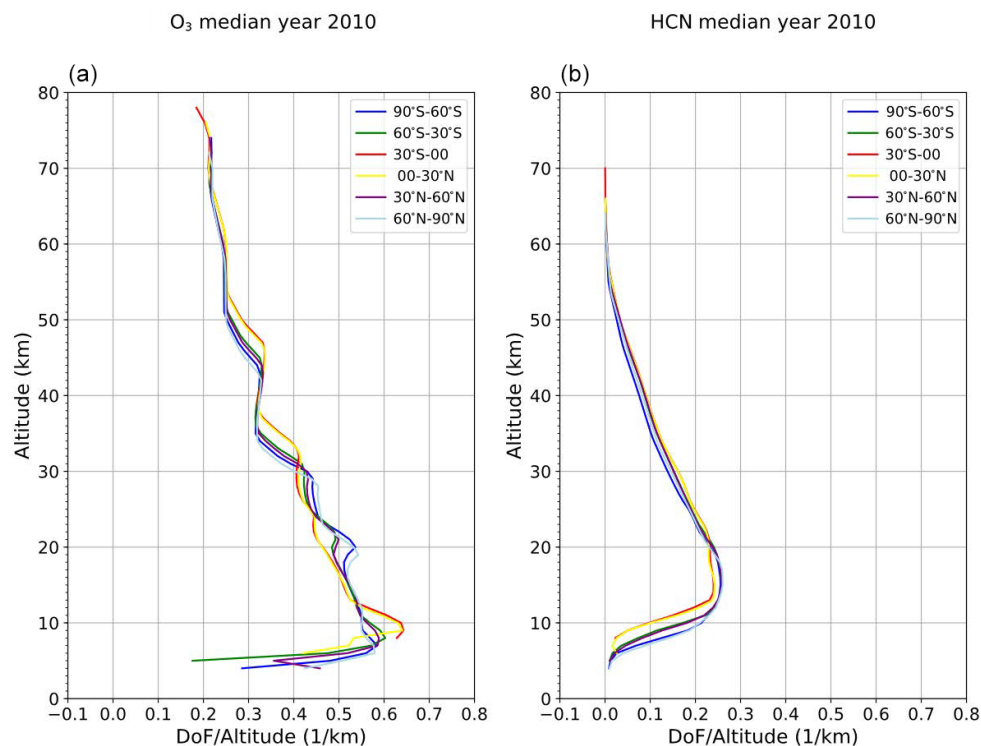 O₃ median year 2010
HCN median year 2010
(a)
(b)
80
70
60
50
40
30
20
10
0
Altitude (km)
−0.1 0.0 0.1 0.2 0.3 0.4 0.5 0.6 0.7 0.8
DoF/Altitude (1/km)
90°S-60°S
60°S-30°S
30°S-00
00-30°N
30°N-60°N
60°N-90°N
80
70
60
50
40
30
20
10
0
Altitude (km)
−0.1 0.0 0.1 0.2 0.3 0.4 0.5 0.6 0.7 0.8
DoF/Altitude (1/km)
90°S-60°S
60°S-30°S
30°S-00
00-30°N
30°N-60°N
60°N-90°N